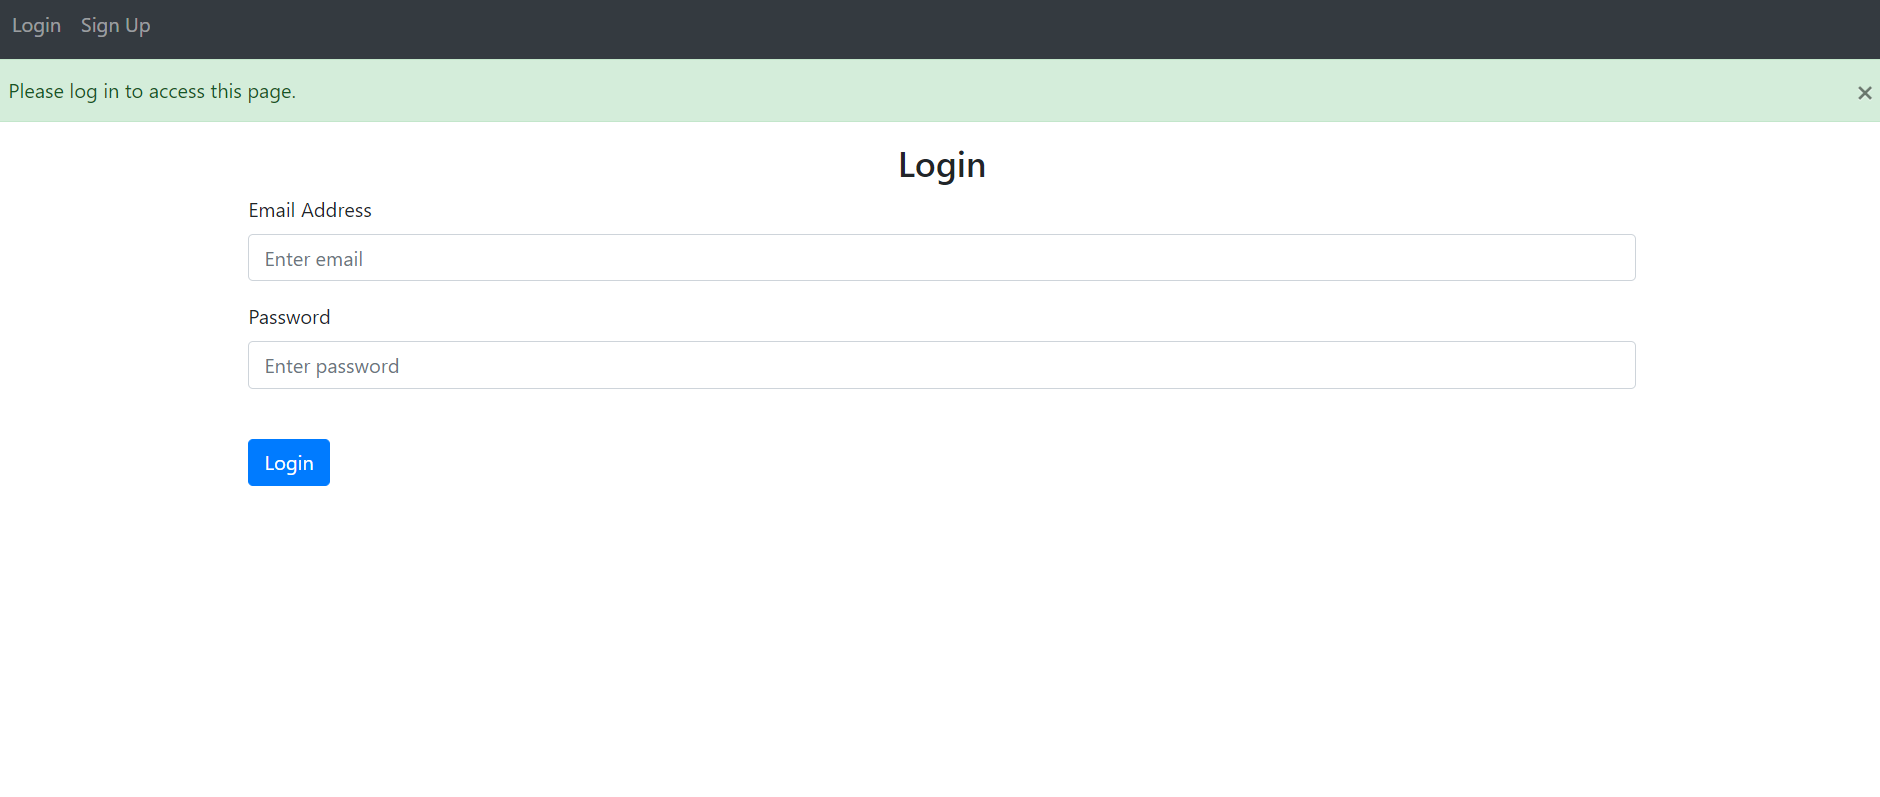 Login Sign Up
Please log in to access this page. ×
Login
Email Address
Enter email
Password
Enter password
Login